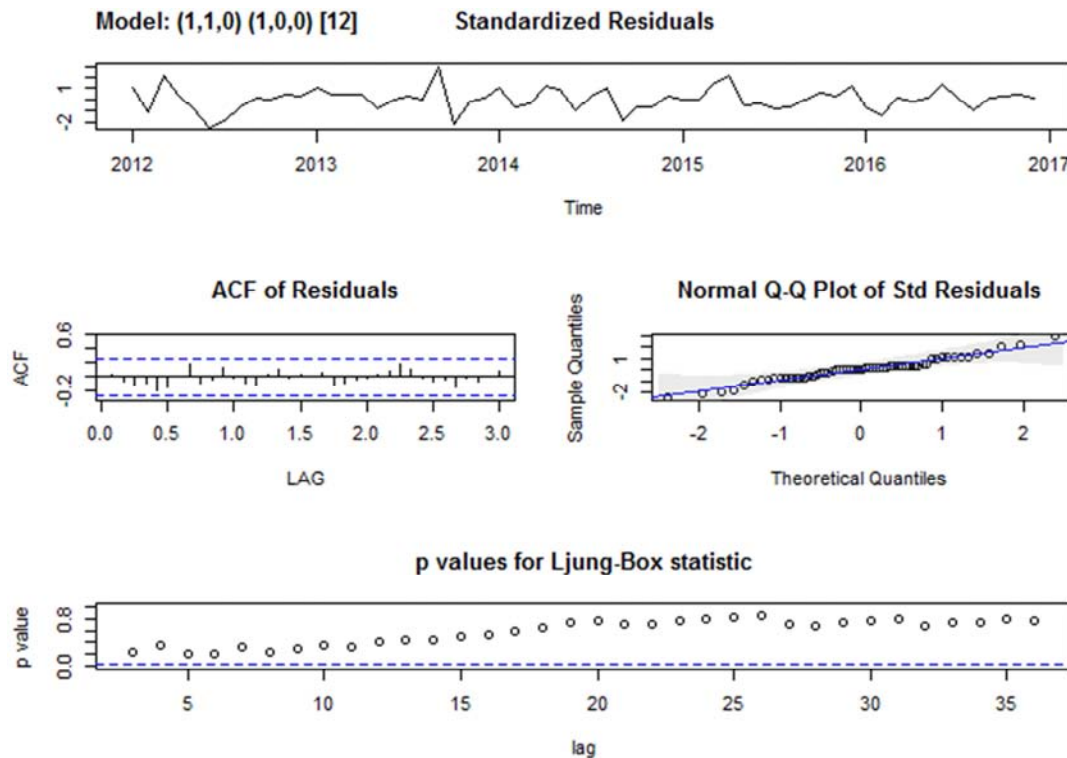 Model: (1,1,0) (1,0,0) [12] Standardized Residuals
1
-2
2012 2013 2014 2015 2016 2017
Time
ACF of Residuals
ACF
0.6
-0.2
0.0 0.5 1.0 1.5 2.0 2.5 3.0
LAG
Normal Q-Q Plot of Std Residuals
Sample Quantiles
1
-2
-2 -1 0 1 2
Theoretical Quantiles
p values for Ljung-Box statistic
p value
0.8
0.0
5 10 15 20 25 30 35
lag